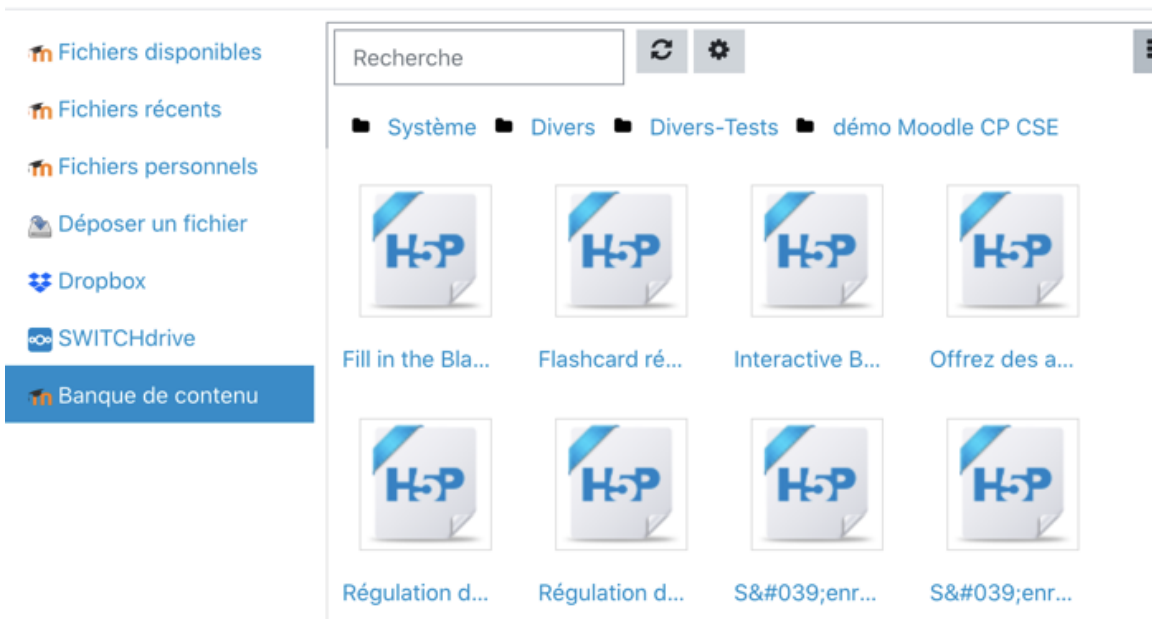 Fichiers disponibles
Fichiers récents
Fichiers personnels
Déposer un fichier
Dropbox
SWITCHdrive
Banque de contenu
Recherche
Système Divers Divers-Tests démo Moodle CP CSE
H5P H5P H5P H5P
Fill in the Bla... Flashcard ré... Interactive B... Offrez des a...
H5P H5P H5P H5P
Régulation d... Régulation d... S&#039;enr... S&#039;enr...